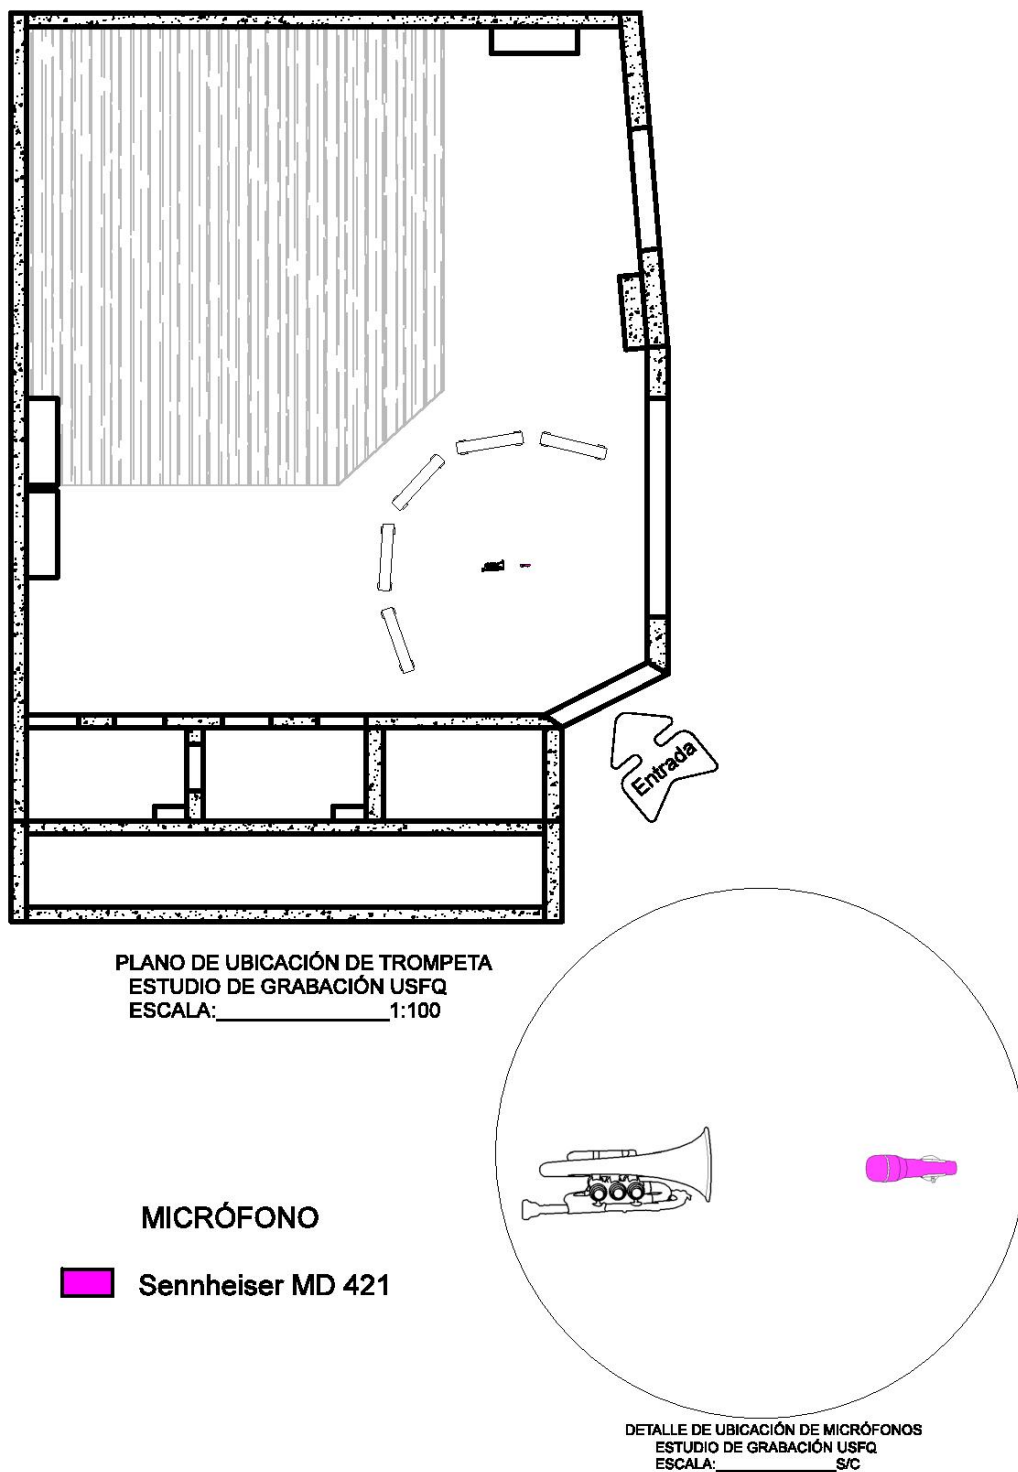 Entrada
PLANO DE UBICACIÓN DE TROMPETA
ESTUDIO DE GRABACIÓN USFQ
ESCALA:_______________1:100
MICRÓFONO
Sennheiser MD 421
DETALLE DE UBICACIÓN DE MICRÓFONOS
ESTUDIO DE GRABACIÓN USFQ
ESCALA:_______________S/C